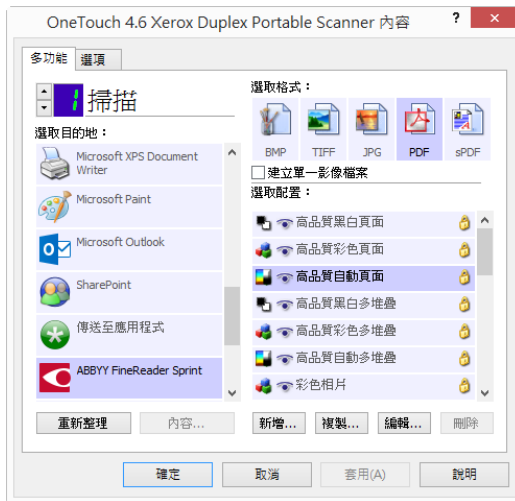 OneTouch 4.6 Xerox Duplex Portable Scanner 內容
? ×
多功能 選項
1 掃描
選取目的地：
Microsoft XPS Document
Writer
Microsoft Paint
Microsoft Outlook
SharePoint
傳送至應用程式
ABBYY FineReader Sprint
重新整理 內容...
選取格式：
BMP TIFF JPG PDF sPDF
建立單一影像檔案
選取配置：
高品質黑白頁面
高品質彩色頁面
高品質自動頁面
高品質黑白多堆疊
高品質彩色多堆疊
高品質自動多堆疊
彩色相片
新增... 複製... 編輯... 刪除
確定 取消 套用(A) 說明